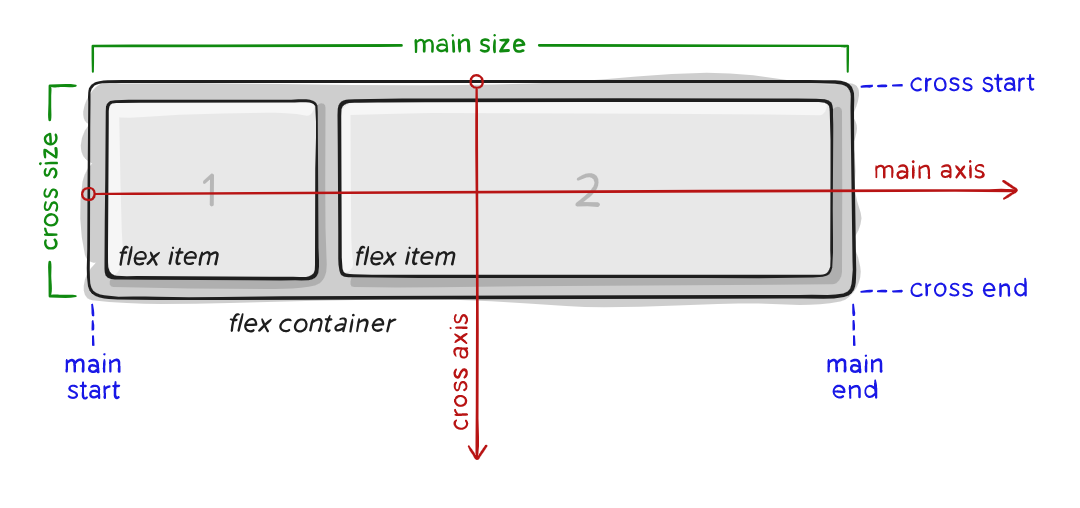 main size
cross start
cross size
main axis
1
2
flex item
flex item
cross end
flex container
cross axis
main
start
main
end